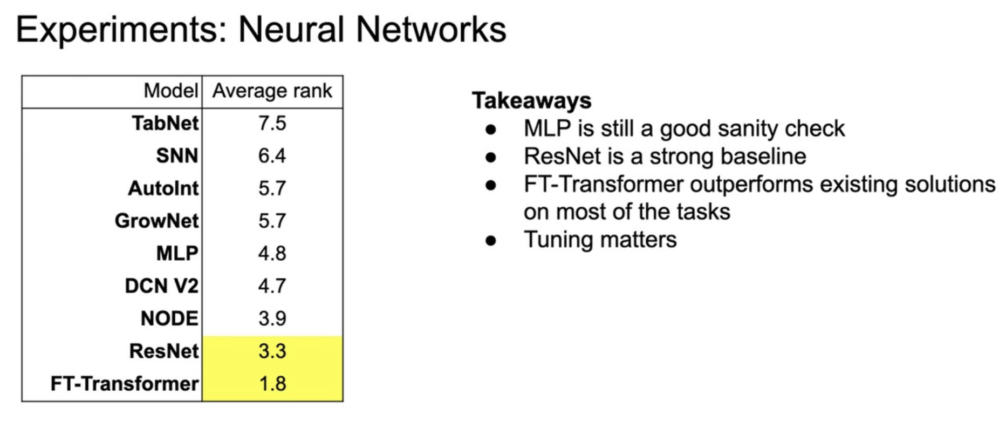 Experiments: Neural Networks
Model Average rank
TabNet 7.5
SNN 6.4
AutoInt 5.7
GrowNet 5.7
MLP 4.8
DCN V2 4.7
NODE 3.9
ResNet 3.3
FT-Transformer 1.8
Takeaways
● MLP is still a good sanity check
● ResNet is a strong baseline
● FT-Transformer outperforms existing solutions
on most of the tasks
● Tuning matters